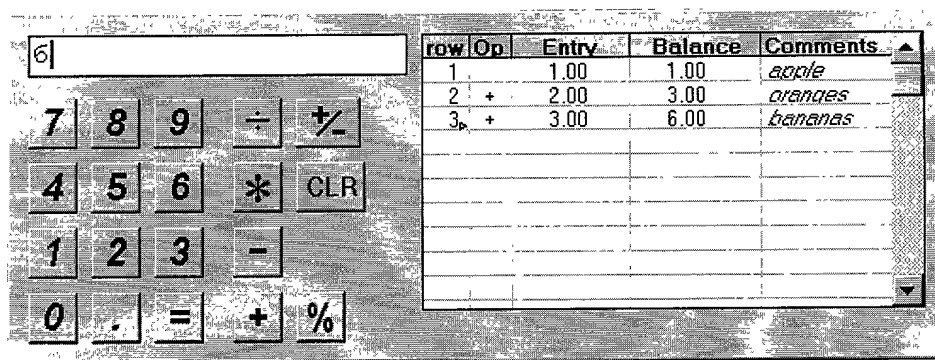 6
row Op Entry Balance Comments
1 1.00 1.00 apple
2 + 2.00 3.00 oranges
3 + 3.00 6.00 bananas
7 8 9 ÷ +/-
4 5 6 * CLR
1 2 3 -
0 . = + %